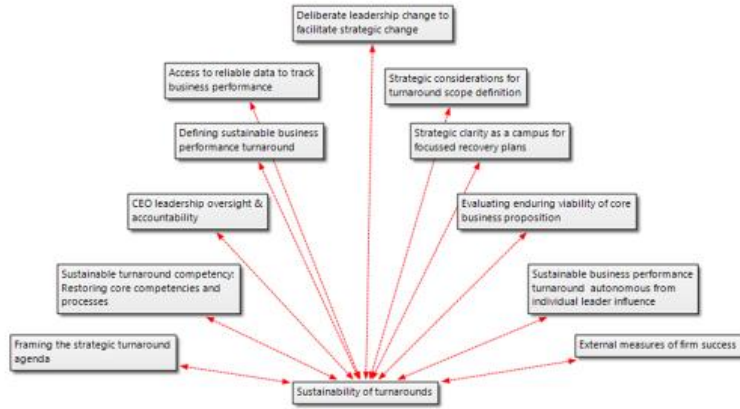 Deliberate leadership change to
facilitate strategic change
Access to reliable data to track
business performance
Strategic considerations for
turnaround scope definition
Defining sustainable business
performance turnaround
Strategic clarity as a campus for
focussed recovery plans
CEO leadership oversight &
accountability
Evaluating enduring viability of core
business proposition
Sustainable turnaround competency:
Restoring core competencies and
processes
Sustainable business performance
turnaround autonomous from
individual leader influence
Framing the strategic turnaround
agenda
External measures of firm success
Sustainability of turnarounds